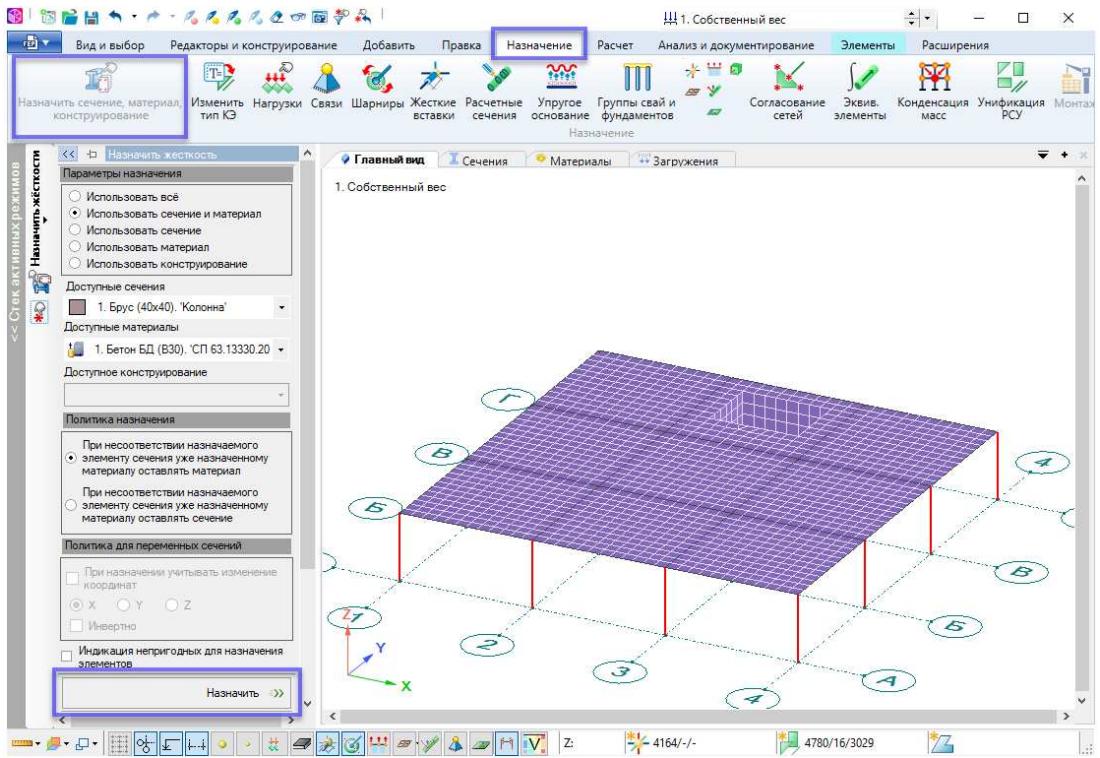 1. Собственный вес
Вид и выбор Редакторы и конструирование Добавить Правка Назначение Расчет Анализ и документирование Элементы Расширения
Назначить сечение, материал, конструирование
Изменить тип КЭ
Нагрузки
Связи
Шарниры
Жесткие вставки
Расчетные сечения
Упругое основание
Группы свай и фундаментов
Согласование сетей
Эквив. элементы
Конденсация масс
Унификация РСУ
Монтаж
Назначение
<< Стек активных режимов
Назначить жёсткости
<< Назначить жесткость
Параметры назначения
Использовать всё
Использовать сечение и материал
Использовать сечение
Использовать материал
Использовать конструирование
Доступные сечения
1. Брус (40x40). 'Колонна'
Доступные материалы
1. Бетон БД (B30). 'СП 63.13330.20
Доступное конструирование
Политика назначения
При несоответствии назначаемого
элементу сечения уже назначенному
материалу оставлять материал
При несоответствии назначаемого
элементу сечения уже назначенному
материалу оставлять сечение
Политика для переменных сечений
При назначении учитывать изменение
координат
X Y Z
Инвертно
Индикация непригодных для назначения
элементов
Назначить
Главный вид Сечения Материалы Загружения
1. Собственный вес
Г
В
Б
4
В
Б
А
1
2
3
4
Z
Y
X
Z: 4164/-/- 4780/16/3029